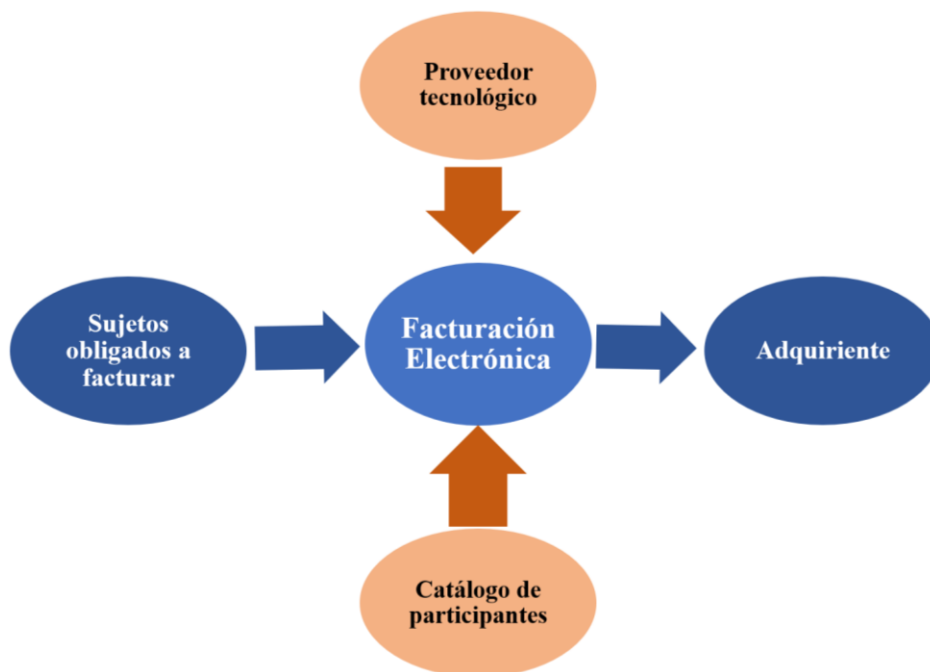 Proveedor
tecnológico
Sujetos
obligados a
facturar
Facturación
Electrónica
Adquiriente
Catálogo de
participantes